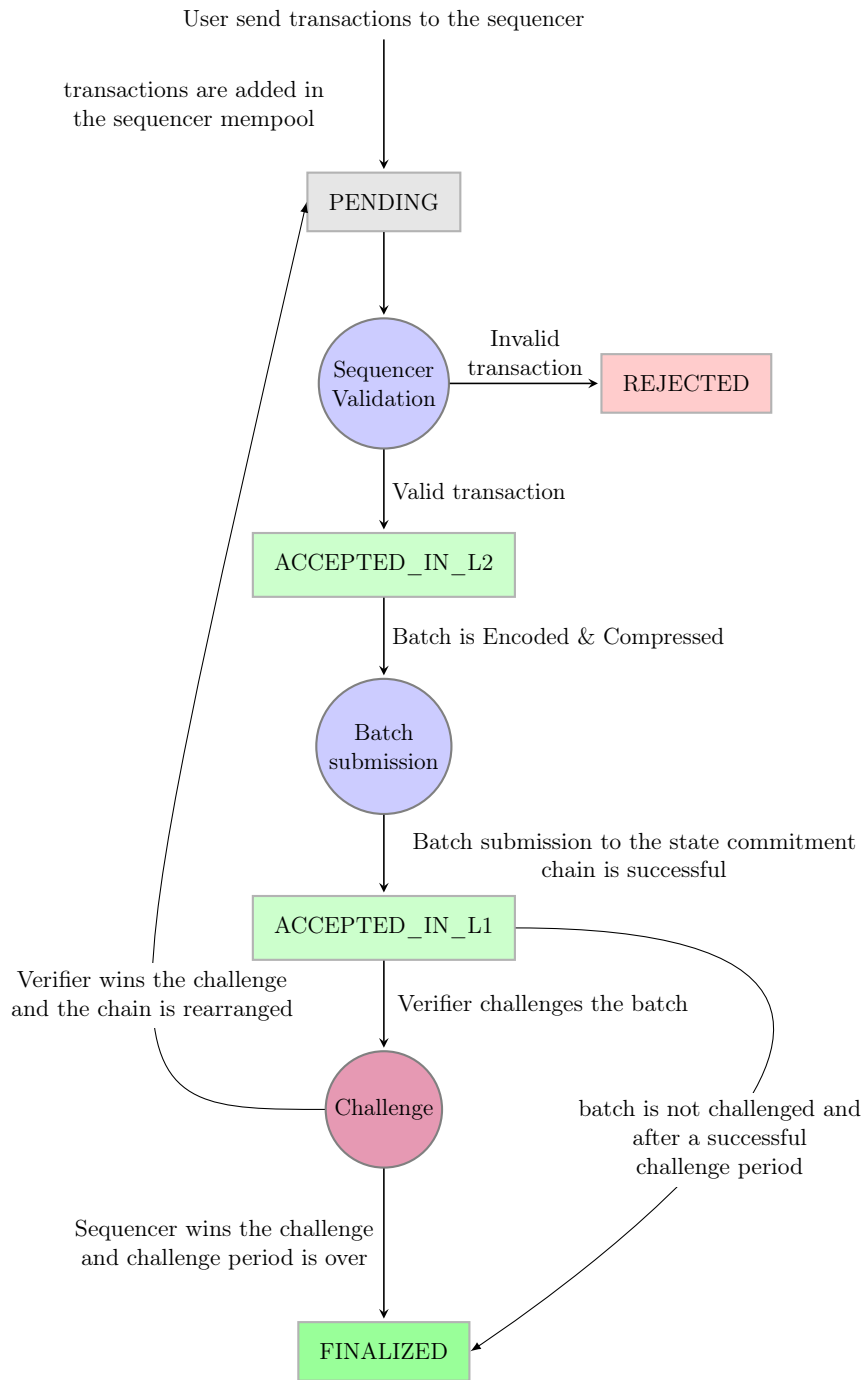 User send transactions to the sequencer
transactions are added in
the sequencer mempool
PENDING
Invalid
transaction
Sequencer
Validation
REJECTED
Valid transaction
ACCEPTED_IN_L2
Batch is Encoded & Compressed
Batch
submission
Batch submission to the state commitment
chain is successful
ACCEPTED_IN_L1
Verifier wins the challenge
and the chain is rearranged
Verifier challenges the batch
Challenge
batch is not challenged and
after a successful
challenge period
Sequencer wins the challenge
and challenge period is over
FINALIZED